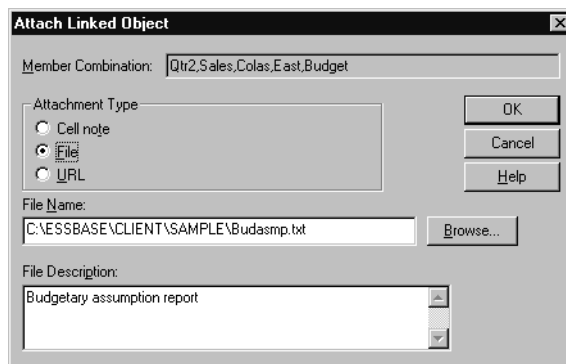 Attach Linked Object
Member Combination: Qtr2,Sales,Colas,East,Budget
Attachment Type
Cell note
File
URL
OK
Cancel
Help
File Name:
C:\ESSBASE\CLIENT\SAMPLE\Budasmp.txt
Browse...
File Description:
Budgetary assumption report